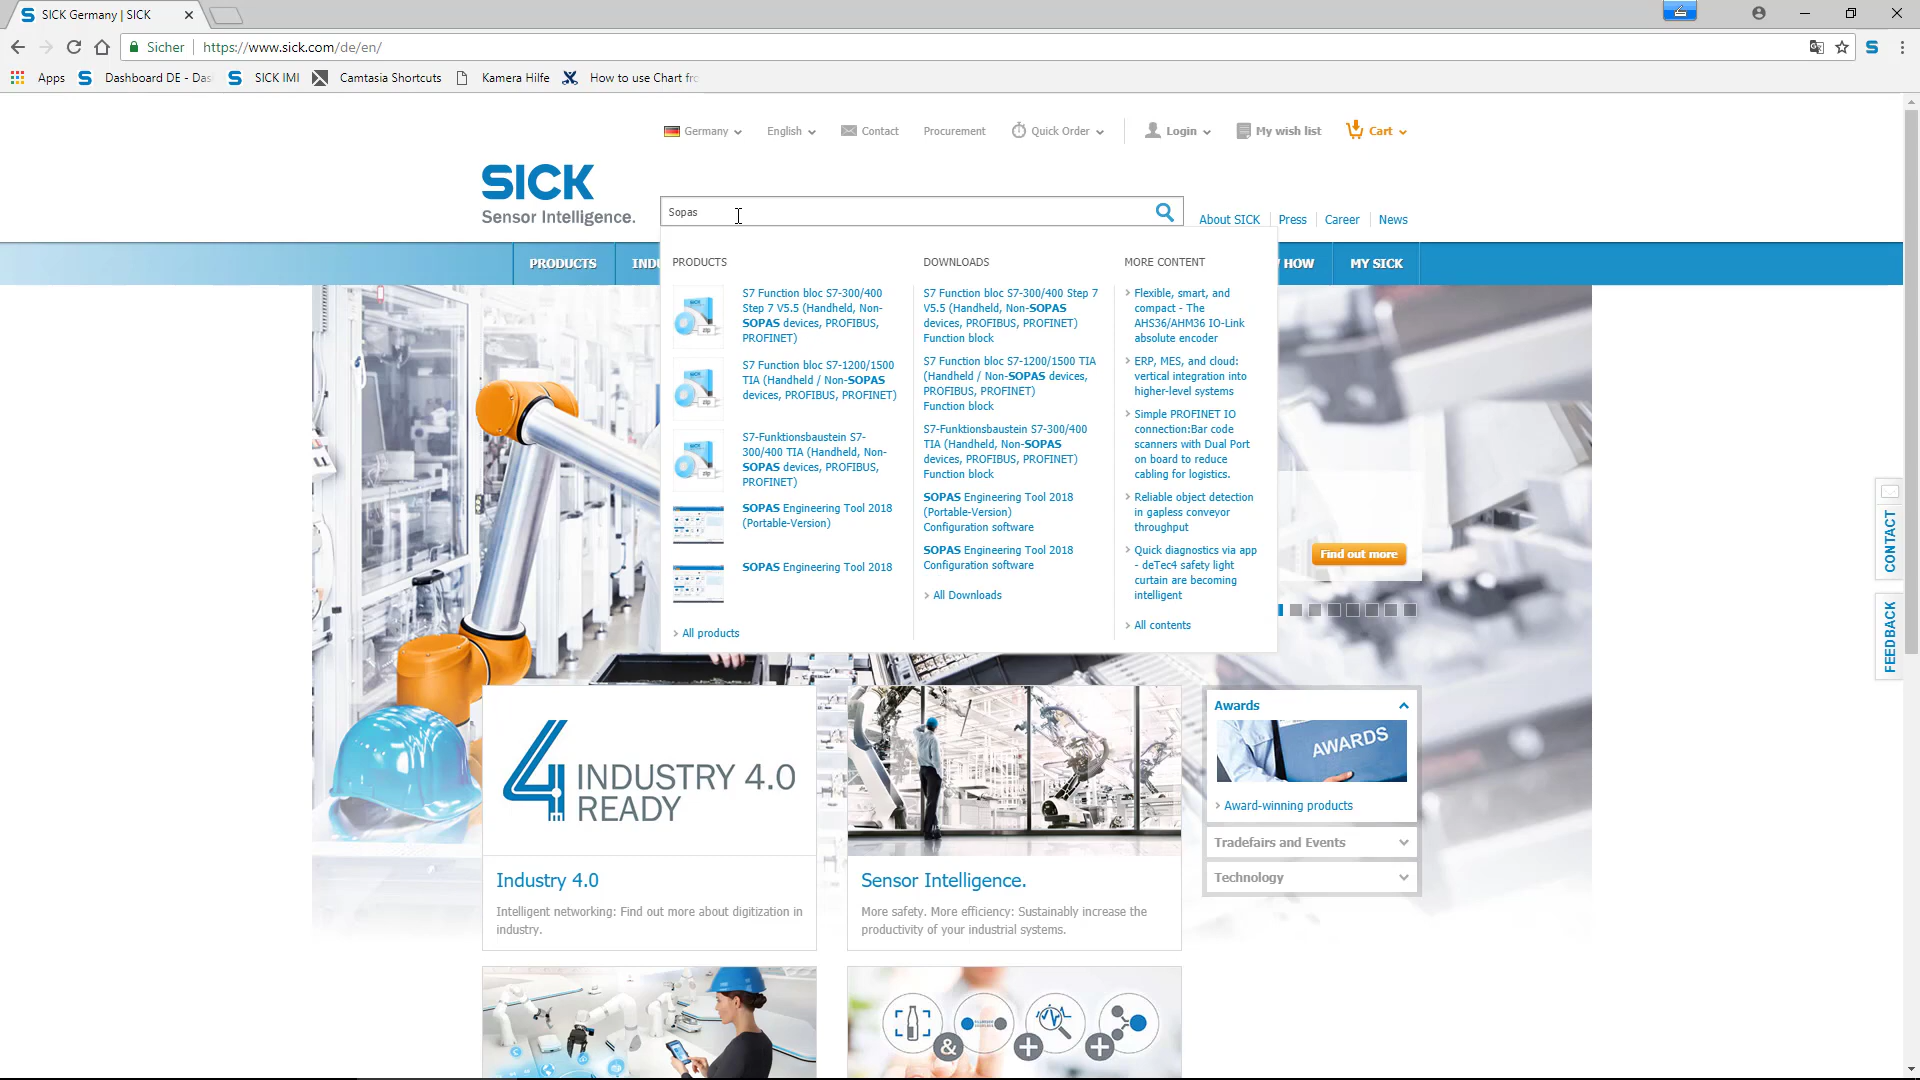 SICK Germany | SICK
Sicher
https://www.sick.com/de/en/
Apps
Dashboard DE - Das
SICK IMI
Camtasia Shortcuts
Kamera Hilfe
How to use Chart fro
Germany
English
Contact
Procurement
Quick Order
Login
My wish list
Cart
SICK
Sensor Intelligence.
Sopas
About SICK
Press
Career
News
PRODUCTS
INDU
HOW
MY SICK
PRODUCTS
S7 Function bloc S7-300/400
Step 7 V5.5 (Handheld, Non-
SOPAS devices, PROFIBUS,
PROFINET)
S7 Function bloc S7-1200/1500
TIA (Handheld / Non-SOPAS
devices, PROFIBUS, PROFINET)
S7-Funktionsbaustein S7-
300/400 TIA (Handheld, Non-
SOPAS devices, PROFIBUS,
PROFINET)
SOPAS Engineering Tool 2018
(Portable-Version)
SOPAS Engineering Tool 2018
All products
DOWNLOADS
S7 Function bloc S7-300/400 Step 7
V5.5 (Handheld, Non-SOPAS
devices, PROFIBUS, PROFINET)
Function block
S7 Function bloc S7-1200/1500 TIA
(Handheld / Non-SOPAS devices,
PROFIBUS, PROFINET)
Function block
S7-Funktionsbaustein S7-300/400
TIA (Handheld, Non-SOPAS
devices, PROFIBUS, PROFINET)
Function block
SOPAS Engineering Tool 2018
(Portable-Version)
Configuration software
SOPAS Engineering Tool 2018
Configuration software
All Downloads
MORE CONTENT
Flexible, smart, and
compact - The
AHS36/AHM36 IO-Link
absolute encoder
ERP, MES, and cloud:
vertical integration into
higher-level systems
Simple PROFINET IO
connection:Bar code
scanners with Dual Port
on board to reduce
cabling for logistics.
Reliable object detection
in gapless conveyor
throughput
Quick diagnostics via app
- deTec4 safety light
curtain are becoming
intelligent
All contents
Find out more
CONTACT
FEEDBACK
4 INDUSTRY 4.0
READY
Industry 4.0
Intelligent networking: Find out more about digitization in
industry.
Sensor Intelligence.
More safety. More efficiency: Sustainably increase the
productivity of your industrial systems.
Awards
AWARDS
Award-winning products
Tradefairs and Events
Technology
&